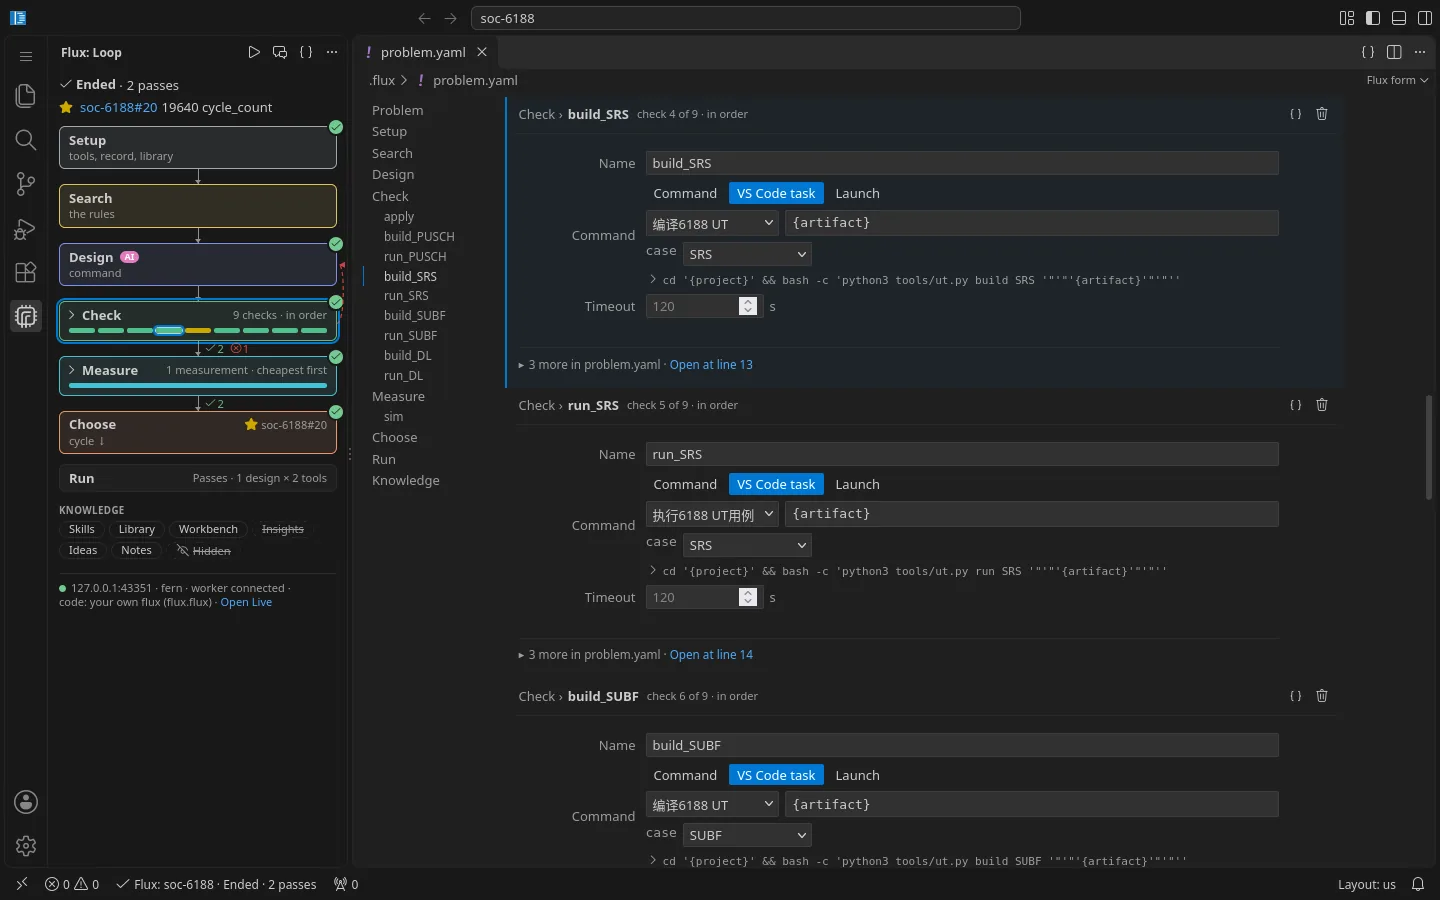 soc-6188
Flux: Loop
Ended · 2 passes
soc-6188#20 19640 cycle_count
Setup
tools, record, library
Search
the rules
Design AI
command
Check 9 checks · in order
2 1
Measure 1 measurement · cheapest first
2
Choose soc-6188#20
cycle ↓
Run Passes · 1 design × 2 tools
KNOWLEDGE
Skills Library Workbench Insights
Ideas Notes Hidden
127.0.0.1:43351 · fern · worker connected ·
code: your own flux (flux.flux) · Open Live
! problem.yaml
.flux > ! problem.yaml
Flux form
Problem
Setup
Search
Design
Check
apply
build_PUSCH
run_PUSCH
build_SRS
run_SRS
build_SUBF
run_SUBF
build_DL
run_DL
Measure
sim
Choose
Run
Knowledge
Check › build_SRS check 4 of 9 · in order
Name build_SRS
Command VS Code task Launch
Command 编译6188 UT {artifact}
case SRS
> cd '{project}' && bash -c 'python3 tools/ut.py build SRS '"'"'{artifact}'"'"''
Timeout 120 s
▸ 3 more in problem.yaml · Open at line 13
Check › run_SRS check 5 of 9 · in order
Name run_SRS
Command VS Code task Launch
Command 执行6188 UT用例 {artifact}
case SRS
> cd '{project}' && bash -c 'python3 tools/ut.py run SRS '"'"'{artifact}'"'"''
Timeout 120 s
▸ 3 more in problem.yaml · Open at line 14
Check › build_SUBF check 6 of 9 · in order
Name build_SUBF
Command VS Code task Launch
Command 编译6188 UT {artifact}
case SUBF
> cd '{project}' && bash -c 'python3 tools/ut.py build SUBF '"'"'{artifact}'"'"''
0 0 Flux: soc-6188 · Ended · 2 passes 0
Layout: us